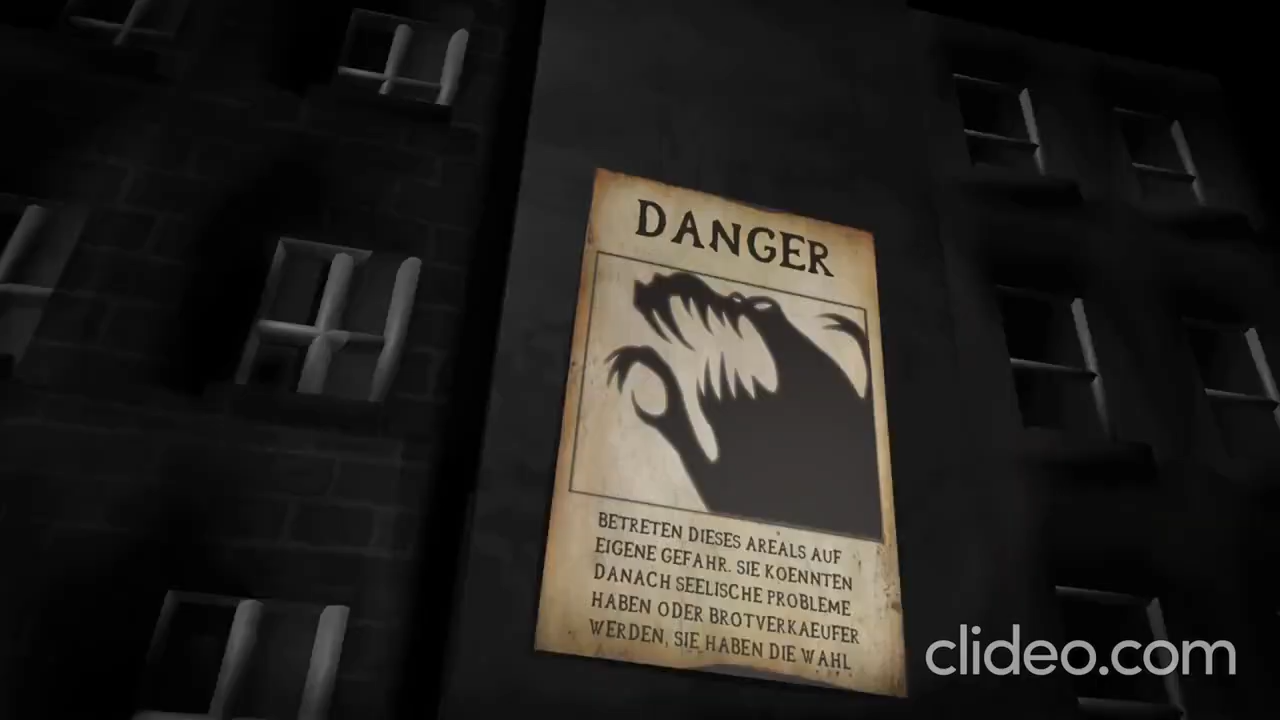 DANGER
BETRETEN DIESES AREALS AUF
EIGENE GEFAHR. SIE KOENNTEN
DANACH SEELISCHE PROBLEME
HABEN ODER BROTVERKAEUFER
WERDEN, SIE HABEN DIE WAHL
clideo.com